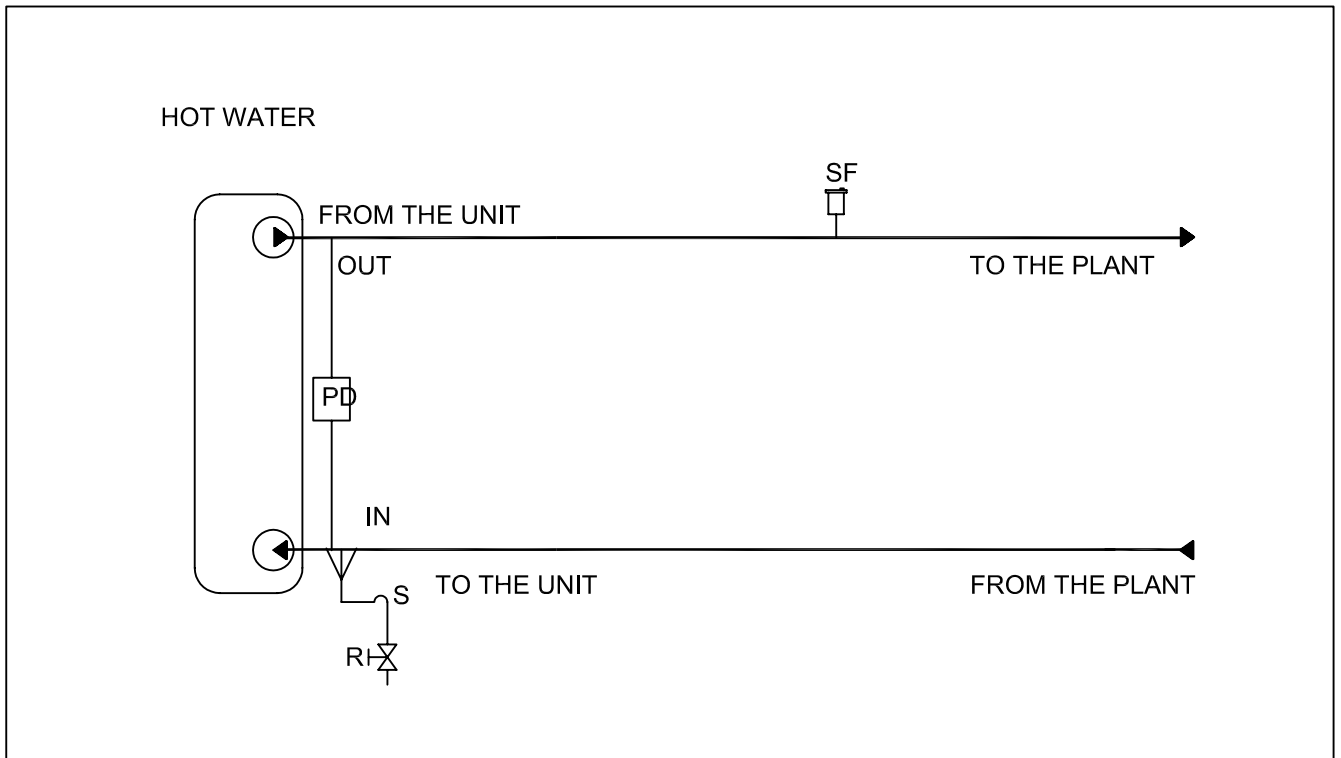 HOT WATER
SF
FROM THE UNIT
OUT
TO THE PLANT
PD
IN
TO THE UNIT
FROM THE PLANT
S
R